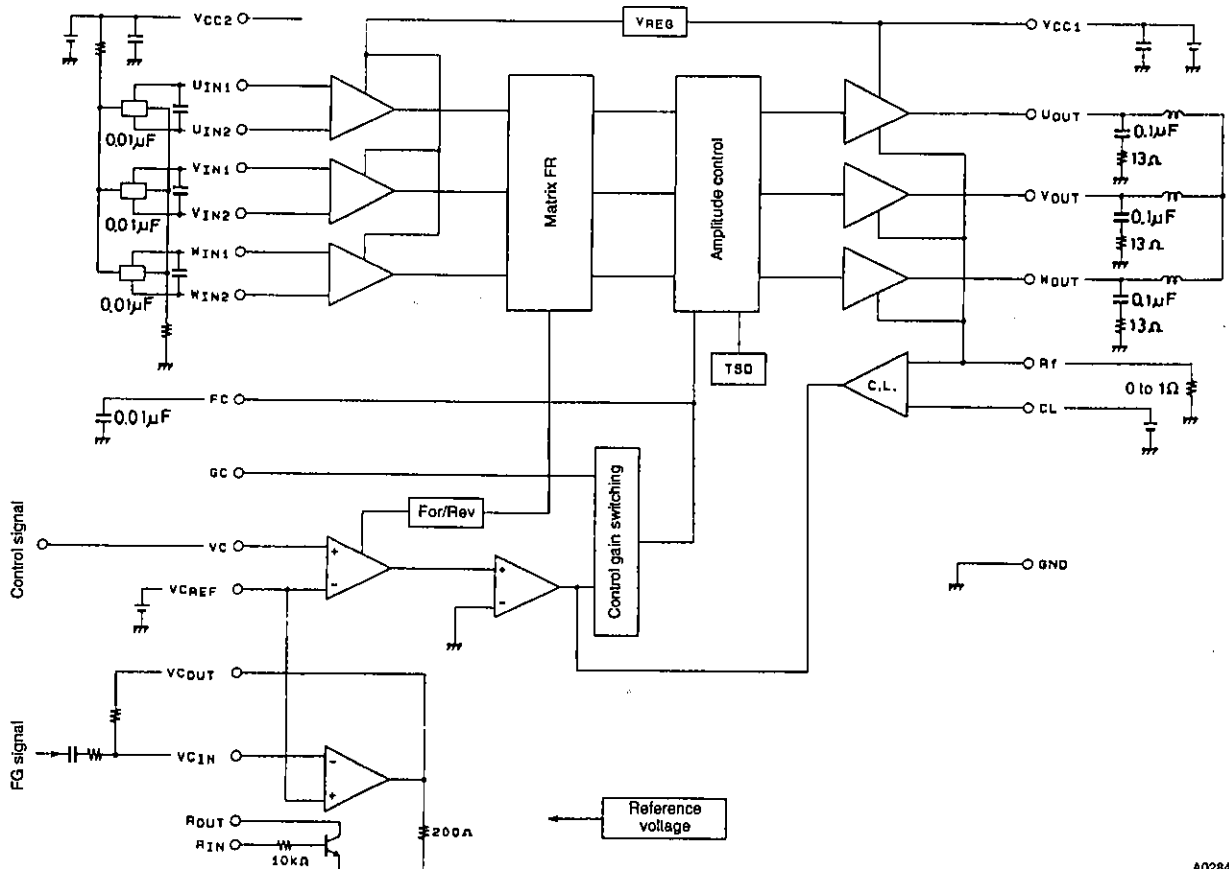 VCC2
VREG
VCC1
UIN1
UIN2
0.01µF
VIN1
VIN2
0.01µF
WIN1
WIN2
0.01µF
Matrix FR
Amplitude control
UOUT
0.1µF
13Ω
VOUT
0.1µF
13Ω
WOUT
0.1µF
13Ω
TSD
C.L.
Rf
0 to 1Ω
CL
FC
0.01µF
GC
Control gain switching
For/Rev
Control signal
VC
+
-
+
-
VCREF
GND
VCOUT
FG signal
VCIN
-
+
ROUT
RIN
10kΩ
200Ω
Reference
voltage
A0284